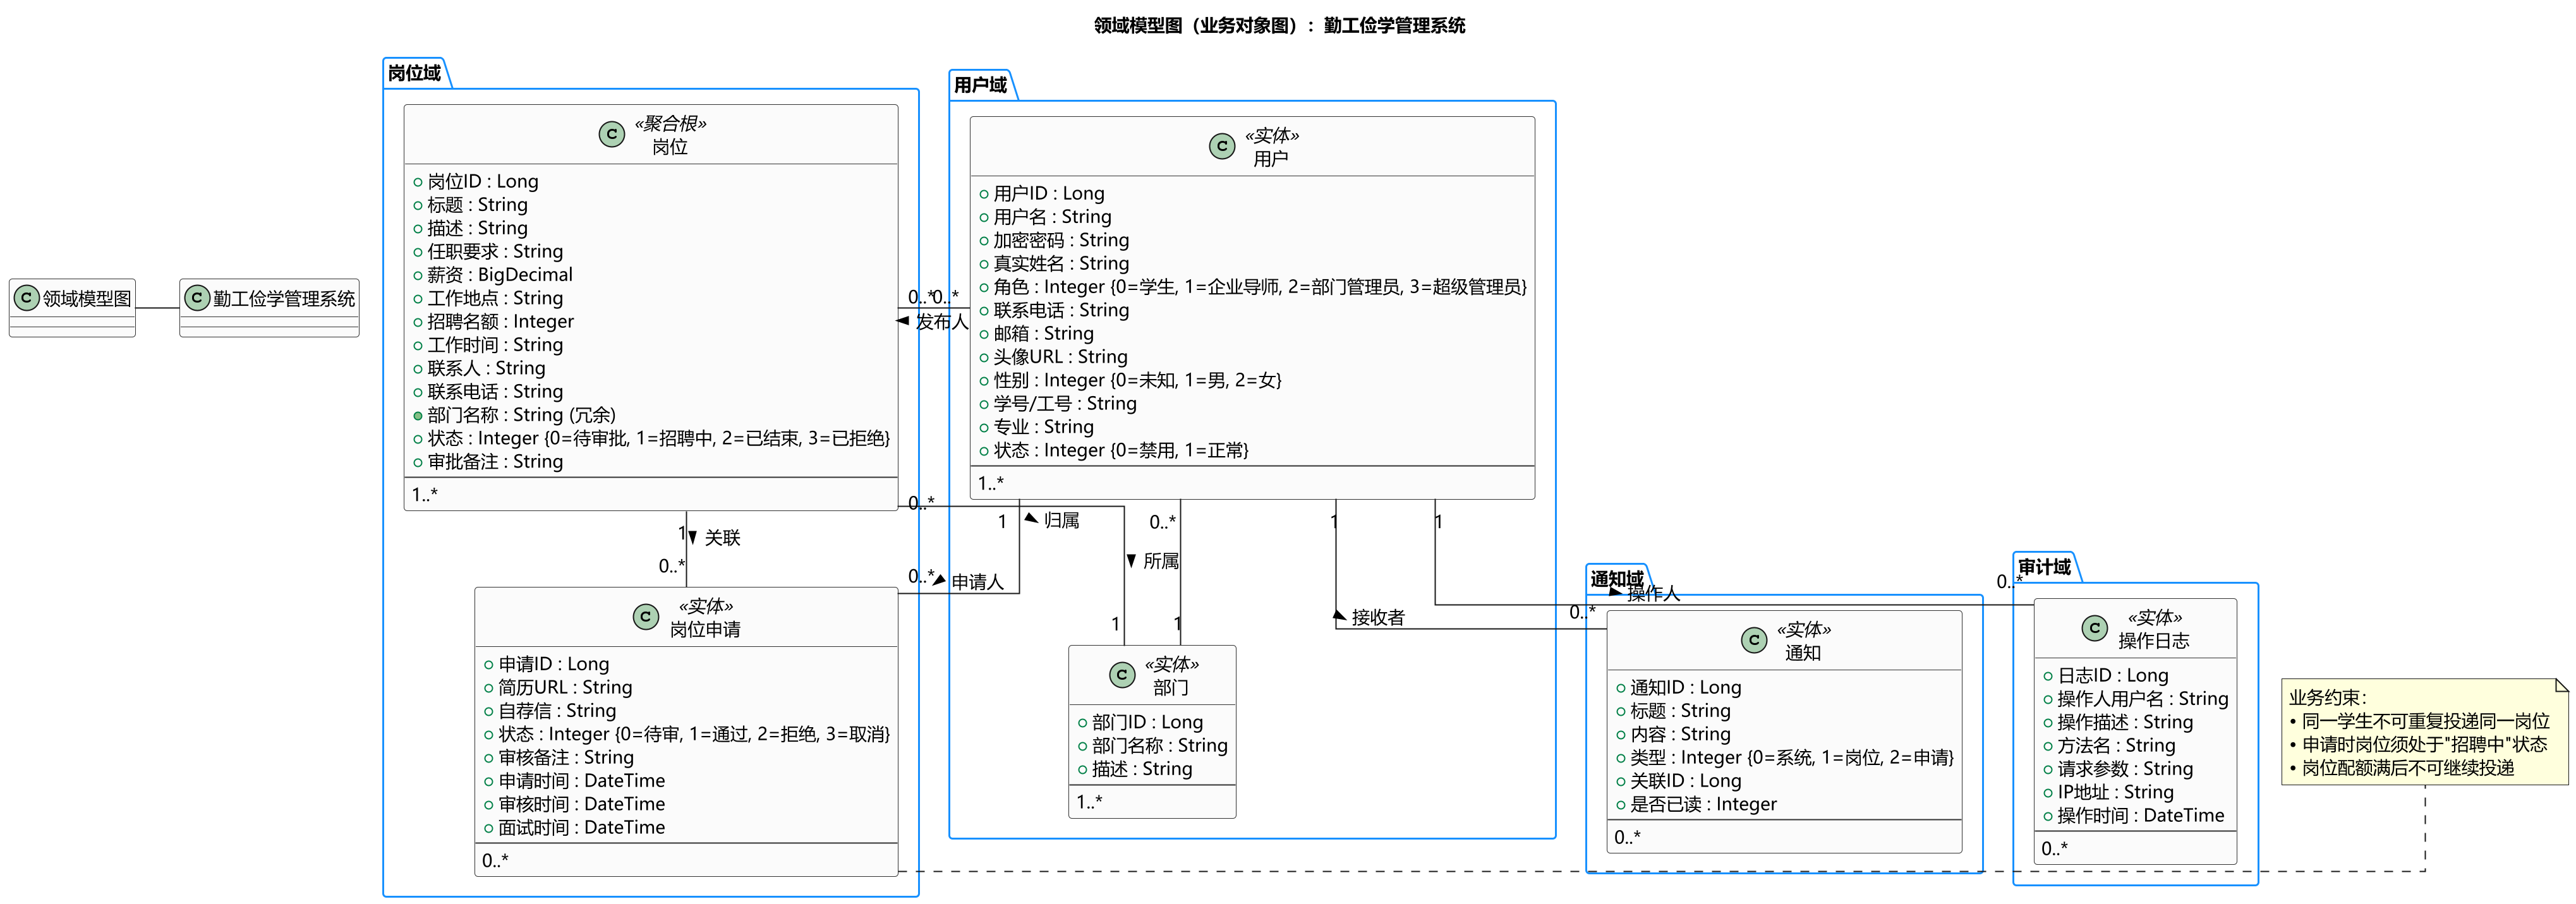 领域模型图（业务对象图）：勤工俭学管理系统
领域模型图
勤工俭学管理系统
岗位域
«聚合根»
岗位
岗位ID : Long
标题 : String
描述 : String
任职要求 : String
薪资 : BigDecimal
工作地点 : String
招聘名额 : Integer
工作时间 : String
联系人 : String
联系电话 : String
部门名称 : String (冗余)
状态 : Integer {0=待审批, 1=招聘中, 2=已结束, 3=已拒绝}
审批备注 : String
1..*
用户域
«实体»
用户
用户ID : Long
用户名 : String
加密密码 : String
真实姓名 : String
角色 : Integer {0=学生, 1=企业导师, 2=部门管理员, 3=超级管理员}
联系电话 : String
邮箱 : String
头像URL : String
性别 : Integer {0=未知, 1=男, 2=女}
学号/工号 : String
专业 : String
状态 : Integer {0=禁用, 1=正常}
1..*
0..*
0..*
发布人
1
关联
0..*
0..*
归属
1
1
申请人
0..*
0..*
所属
1
1
接收者
0..*
1
操作人
0..*
«实体»
岗位申请
申请ID : Long
简历URL : String
自荐信 : String
状态 : Integer {0=待审, 1=通过, 2=拒绝, 3=取消}
审核备注 : String
申请时间 : DateTime
审核时间 : DateTime
面试时间 : DateTime
0..*
«实体»
部门
部门ID : Long
部门名称 : String
描述 : String
1..*
通知域
«实体»
通知
通知ID : Long
标题 : String
内容 : String
类型 : Integer {0=系统, 1=岗位, 2=申请}
关联ID : Long
是否已读 : Integer
0..*
审计域
«实体»
操作日志
日志ID : Long
操作人用户名 : String
操作描述 : String
方法名 : String
请求参数 : String
IP地址 : String
操作时间 : DateTime
0..*
业务约束：
• 同一学生不可重复投递同一岗位
• 申请时岗位须处于"招聘中"状态
• 岗位配额满后不可继续投递